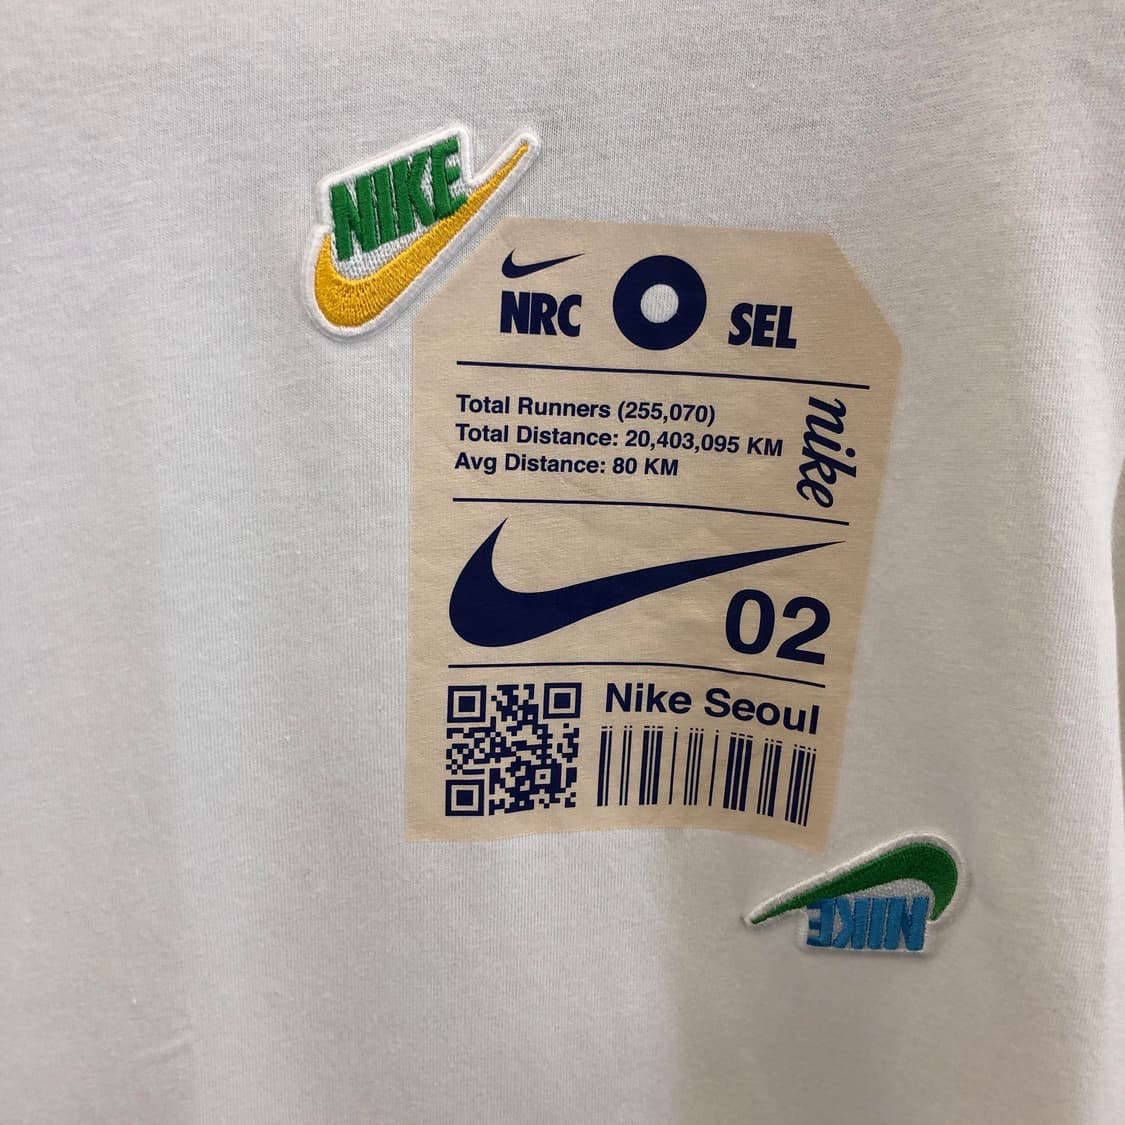 NIKE
NRC SEL
Total Runners (255,070)
Total Distance: 20,403,095 KM
Avg Distance: 80 KM
nike
02
Nike Seoul
NIKE